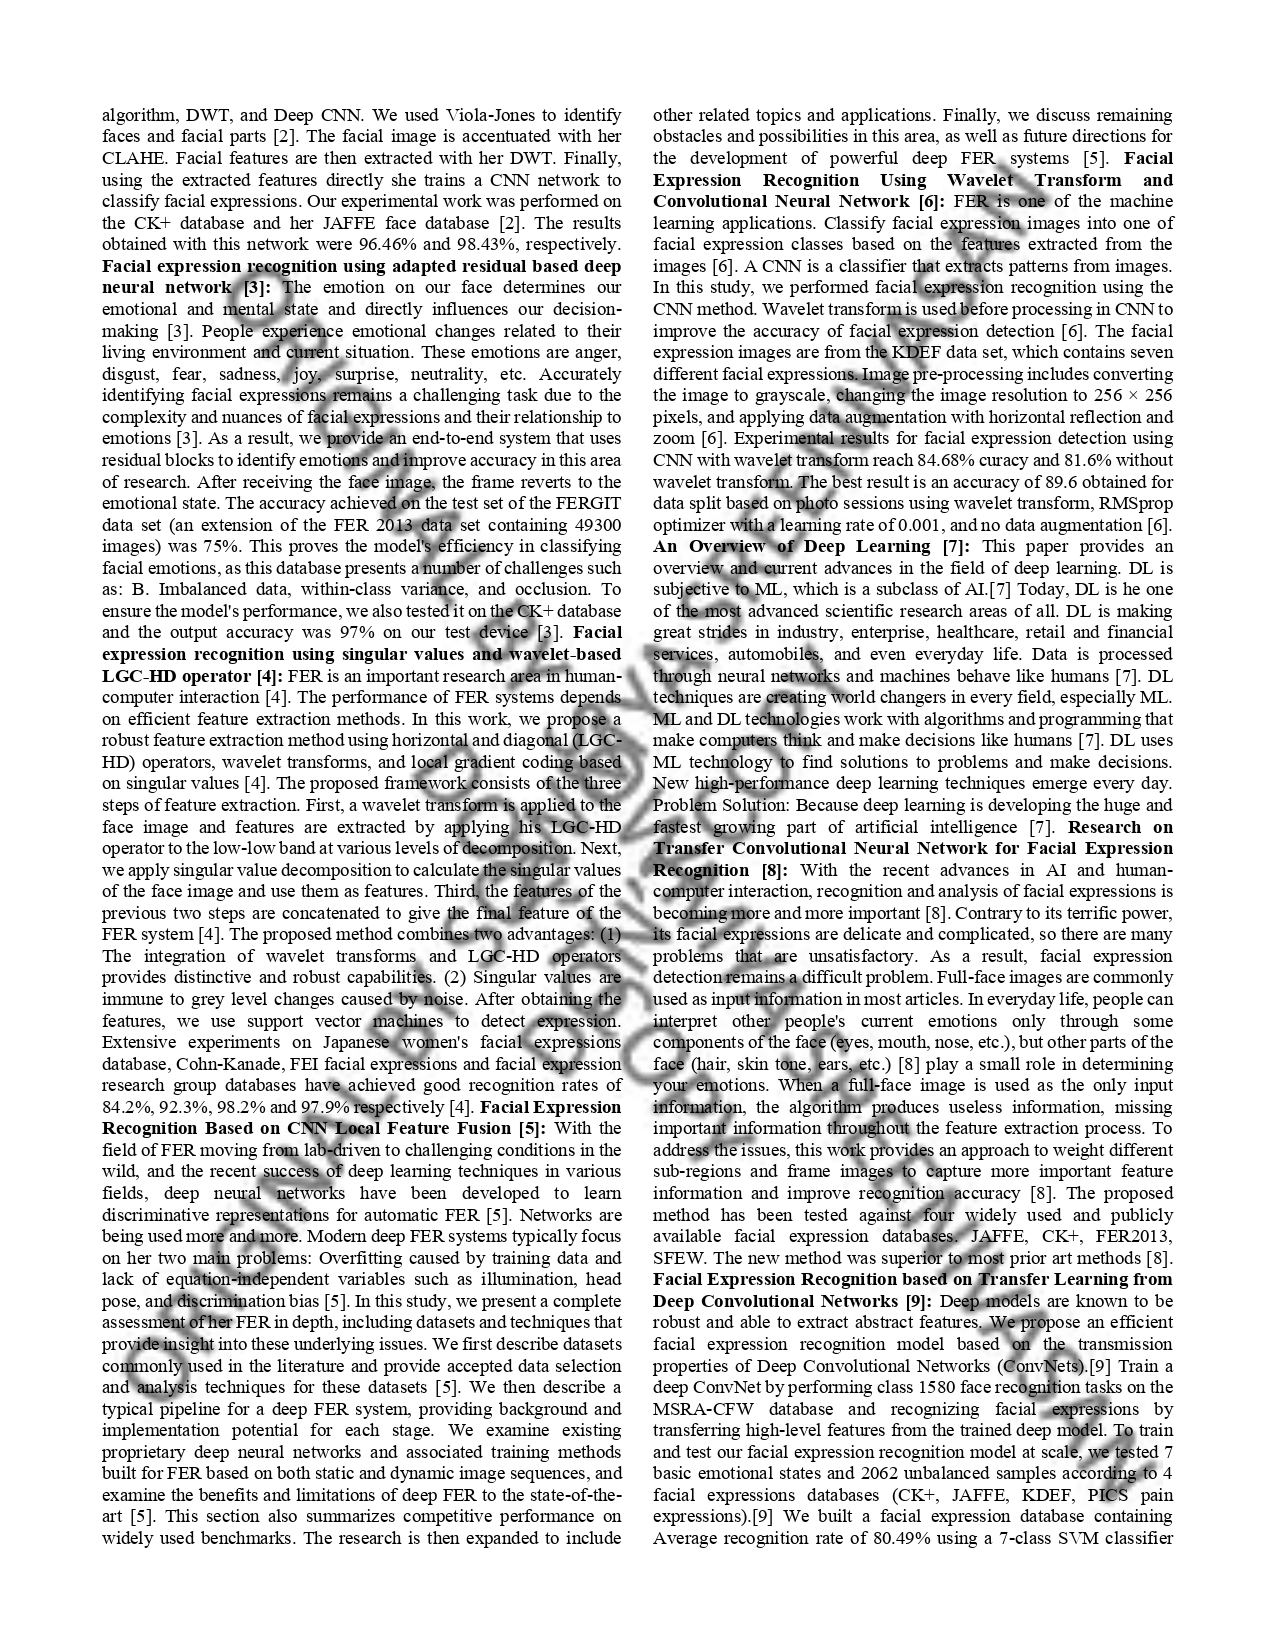 algorithm, DWT, and Deep CNN. We used Viola-Jones to identify
faces and facial parts [2]. The facial image is accentuated with her
CLAHE. Facial features are then extracted with her DWT. Finally,
using the extracted features directly she trains a CNN network to
classify facial expressions. Our experimental work was performed on
the CK+ database and her JAFFE face database [2]. The results
obtained with this network were 96.46% and 98.43%, respectively.
Facial expression recognition using adapted residual based deep
neural network [3]: The emotion on our face determines our
emotional and mental state and directly influences our decision-
making [3]. People experience emotional changes related to their
living environment and current situation. These emotions are anger,
disgust, fear, sadness, joy, surprise, neutrality, etc. Accurately
identifying facial expressions remains a challenging task due to the
complexity and nuances of facial expressions and their relationship to
emotions [3]. As a result, we provide an end-to-end system that uses
residual blocks to identify emotions and improve accuracy in this area
of research. After receiving the face image, the frame reverts to the
emotional state. The accuracy achieved on the test set of the FERGIT
data set (an extension of the FER 2013 data set containing 49300
images) was 75%. This proves the model's efficiency in classifying
facial emotions, as this database presents a number of challenges such
as: B. Imbalanced data, within-class variance, and occlusion. To
ensure the model's performance, we also tested it on the CK+ database
and the output accuracy was 97% on our test device [3]. Facial
expression recognition using singular values and wavelet-based
LGC-HD operator [4]: FER is an important research area in human-
computer interaction [4]. The performance of FER systems depends
on efficient feature extraction methods. In this work, we propose a
robust feature extraction method using horizontal and diagonal (LGC-
HD) operators, wavelet transforms, and local gradient coding based
on singular values [4]. The proposed framework consists of the three
steps of feature extraction. First, a wavelet transform is applied to the
face image and features are extracted by applying his LGC-HD
operator to the low-low band at various levels of decomposition. Next,
we apply singular value decomposition to calculate the singular values
of the face image and use them as features. Third, the features of the
previous two steps are concatenated to give the final feature of the
FER system [4]. The proposed method combines two advantages: (1)
The integration of wavelet transforms and LGC-HD operators
provides distinctive and robust capabilities. (2) Singular values are
immune to grey level changes caused by noise. After obtaining the
features, we use support vector machines to detect expression.
Extensive experiments on Japanese women's facial expressions
database, Cohn-Kanade, FEI facial expressions and facial expression
research group databases have achieved good recognition rates of
84.2%, 92.3%, 98.2% and 97.9% respectively [4]. Facial Expression
Recognition Based on CNN Local Feature Fusion [5]: With the
field of FER moving from lab-driven to challenging conditions in the
wild, and the recent success of deep learning techniques in various
fields, deep neural networks have been developed to learn
discriminative representations for automatic FER [5]. Networks are
being used more and more. Modern deep FER systems typically focus
on her two main problems: Overfitting caused by training data and
lack of equation-independent variables such as illumination, head
pose, and discrimination bias [5]. In this study, we present a complete
assessment of her FER in depth, including datasets and techniques that
provide insight into these underlying issues. We first describe datasets
commonly used in the literature and provide accepted data selection
and analysis techniques for these datasets [5]. We then describe a
typical pipeline for a deep FER system, providing background and
implementation potential for each stage. We examine existing
proprietary deep neural networks and associated training methods
built for FER based on both static and dynamic image sequences, and
examine the benefits and limitations of deep FER to the state-of-the-
art [5]. This section also summarizes competitive performance on
widely used benchmarks. The research is then expanded to include
other related topics and applications. Finally, we discuss remaining
obstacles and possibilities in this area, as well as future directions for
the development of powerful deep FER systems [5]. Facial
Expression Recognition Using Wavelet Transform and
Convolutional Neural Network [6]: FER is one of the machine
learning applications. Classify facial expression images into one of
facial expression classes based on the features extracted from the
images [6]. A CNN is a classifier that extracts patterns from images.
In this study, we performed facial expression recognition using the
CNN method. Wavelet transform is used before processing in CNN to
improve the accuracy of facial expression detection [6]. The facial
expression images are from the KDEF data set, which contains seven
different facial expressions. Image pre-processing includes converting
the image to grayscale, changing the image resolution to 256 × 256
pixels, and applying data augmentation with horizontal reflection and
zoom [6]. Experimental results for facial expression detection using
CNN with wavelet transform reach 84.68% curacy and 81.6% without
wavelet transform. The best result is an accuracy of 89.6 obtained for
data split based on photo sessions using wavelet transform, RMSprop
optimizer with a learning rate of 0.001, and no data augmentation [6].
An Overview of Deep Learning [7]: This paper provides an
overview and current advances in the field of deep learning. DL is
subjective to ML, which is a subclass of AI.[7] Today, DL is he one
of the most advanced scientific research areas of all. DL is making
great strides in industry, enterprise, healthcare, retail and financial
services, automobiles, and even everyday life. Data is processed
through neural networks and machines behave like humans [7]. DL
techniques are creating world changers in every field, especially ML.
ML and DL technologies work with algorithms and programming that
make computers think and make decisions like humans [7]. DL uses
ML technology to find solutions to problems and make decisions.
New high-performance deep learning techniques emerge every day.
Problem Solution: Because deep learning is developing the huge and
fastest growing part of artificial intelligence [7]. Research on
Transfer Convolutional Neural Network for Facial Expression
Recognition [8]: With the recent advances in AI and human-
computer interaction, recognition and analysis of facial expressions is
becoming more and more important [8]. Contrary to its terrific power,
its facial expressions are delicate and complicated, so there are many
problems that are unsatisfactory. As a result, facial expression
detection remains a difficult problem. Full-face images are commonly
used as input information in most articles. In everyday life, people can
interpret other people's current emotions only through some
components of the face (eyes, mouth, nose, etc.), but other parts of the
face (hair, skin tone, ears, etc.) [8] play a small role in determining
your emotions. When a full-face image is used as the only input
information, the algorithm produces useless information, missing
important information throughout the feature extraction process. To
address the issues, this work provides an approach to weight different
sub-regions and frame images to capture more important feature
information and improve recognition accuracy [8]. The proposed
method has been tested against four widely used and publicly
available facial expression databases. JAFFE, CK+, FER2013,
SFEW. The new method was superior to most prior art methods [8].
Facial Expression Recognition based on Transfer Learning from
Deep Convolutional Networks [9]: Deep models are known to be
robust and able to extract abstract features. We propose an efficient
facial expression recognition model based on the transmission
properties of Deep Convolutional Networks (ConvNets).[9] Train a
deep ConvNet by performing class 1580 face recognition tasks on the
MSRA-CFW database and recognizing facial expressions by
transferring high-level features from the trained deep model. To train
and test our facial expression recognition model at scale, we tested 7
basic emotional states and 2062 unbalanced samples according to 4
facial expressions databases (CK+, JAFFE, KDEF, PICS pain
expressions).[9] We built a facial expression database containing
Average recognition rate of 80.49% using a 7-class SVM classifier